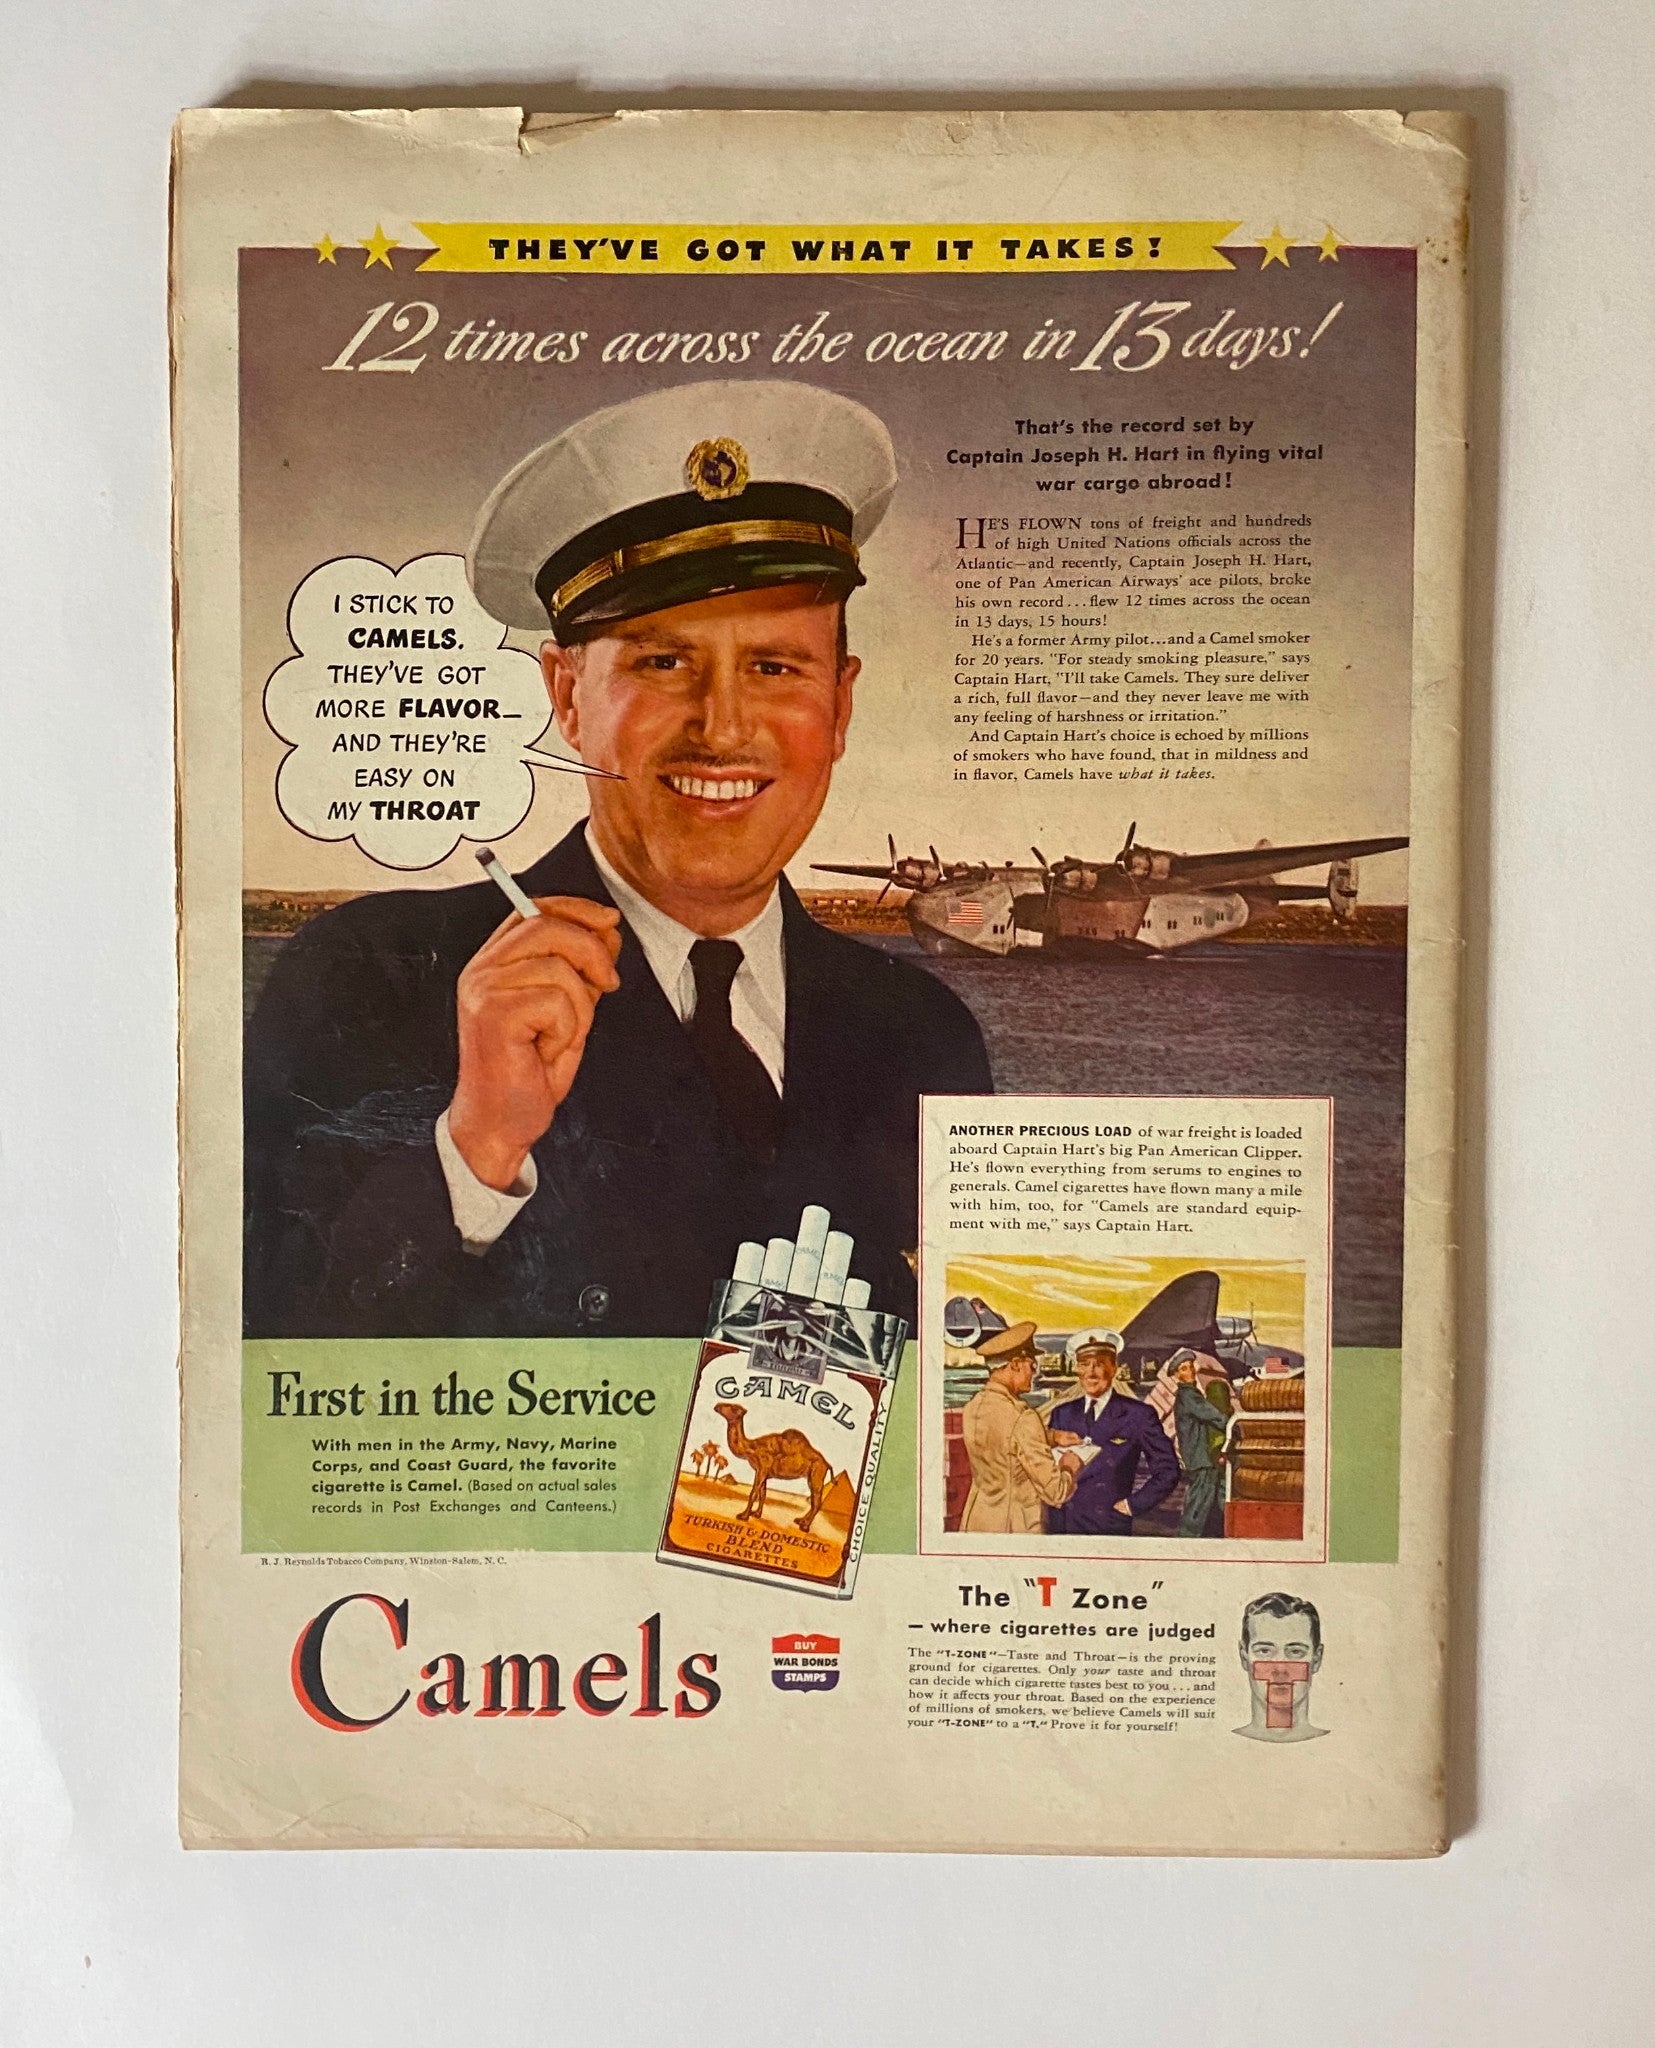 THEY'VE GOT WHAT IT TAKES!
12 times across the ocean in 13 days!
That's the record set by
Captain Joseph H. Hart in flying vital
war cargo abroad!
HE'S FLOWN tons of freight and hundreds
of high United Nations officials across the
Atlantic—and recently, Captain Joseph H. Hart,
one of Pan American Airways' ace pilots, broke
his own record...flew 12 times across the ocean
in 13 days, 15 hours!
He's a former Army pilot...and a Camel smoker
for 20 years. "For steady smoking pleasure," says
Captain Hart, "I'll take Camels. They sure deliver
a rich, full flavor—and they never leave me with
any feeling of harshness or irritation."
And Captain Hart's choice is echoed by millions
of smokers who have found, that in mildness and
in flavor, Camels have what it takes.
I STICK TO
CAMELS.
THEY'VE GOT
MORE FLAVOR—
AND THEY'RE
EASY ON
MY THROAT
ANOTHER PRECIOUS LOAD of war freight is loaded
aboard Captain Hart's big Pan American Clipper.
He's flown everything from serums to engines to
generals. Camel cigarettes have flown many a mile
with him, too, for "Camels are standard equip-
ment with me," says Captain Hart.
First in the Service
With men in the Army, Navy, Marine
Corps, and Coast Guard, the favorite
cigarette is Camel. (Based on actual sales
records in Post Exchanges and Canteens.)
CAMEL
CAMEL
TURKISH & DOMESTIC
BLEND
CIGARETTES
CHOICE QUALITY
R. J. Reynolds Tobacco Company, Winston-Salem, N. C.
Camels
BUY
WAR BONDS
STAMPS
The "T Zone"
—where cigarettes are judged
The "T-ZONE"—Taste and Throat—is the proving
ground for cigarettes. Only your taste and throat
can decide which cigarette tastes best to you...and
how it affects your throat. Based on the experience
of millions of smokers, we believe Camels will suit
your "T-ZONE" to a "T." Prove it for yourself!
T